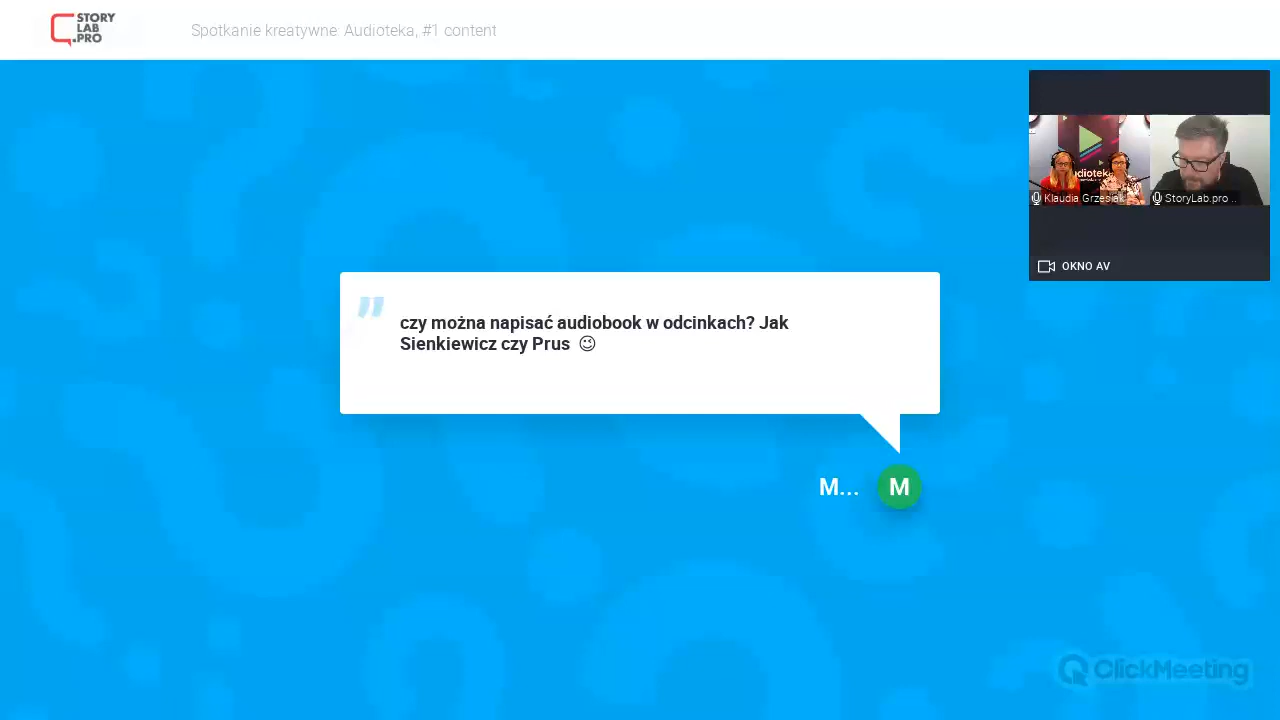 STORY
LAB
.PRO
Spotkanie kreatywne: Audioteka, #1 content
Klaudia Grzesiak
StoryLab.pro ..
OKNO AV
czy można napisać audiobook w odcinkach? Jak
Sienkiewicz czy Prus 😉
M... M
ClickMeeting